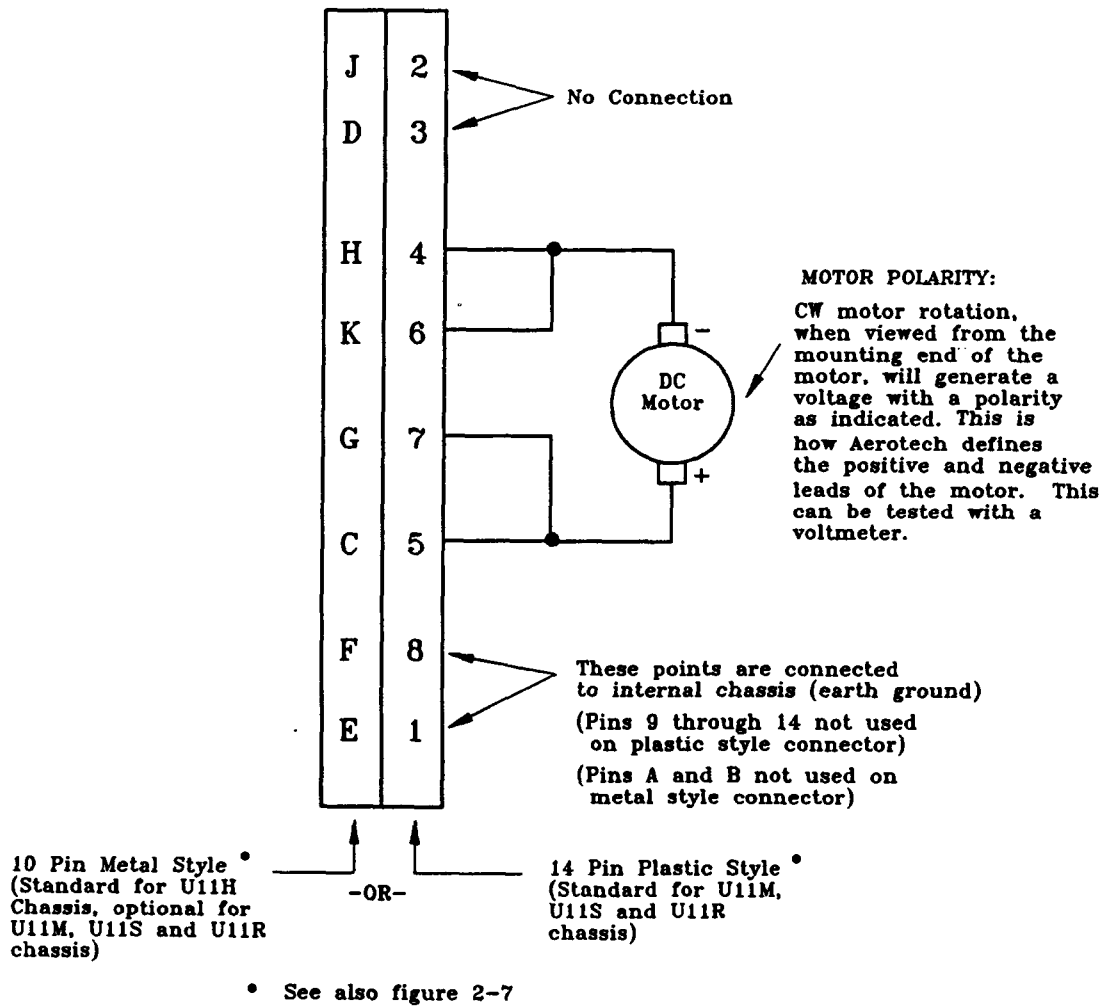 J 2
No Connection
D 3
H 4
MOTOR POLARITY:
CW motor rotation,
when viewed from the
mounting end of the
motor, will generate a
voltage with a polarity
as indicated. This is
how Aerotech defines
the positive and negative
leads of the motor. This
can be tested with a
voltmeter.
K 6
-
DC
Motor
G 7
+
C 5
F 8
These points are connected
to internal chassis (earth ground)
(Pins 9 through 14 not used
on plastic style connector)
(Pins A and B not used on
metal style connector)
E 1
10 Pin Metal Style •
(Standard for U11H
Chassis, optional for
U11M, U11S and U11R
chassis)
-OR-
14 Pin Plastic Style •
(Standard for U11M,
U11S and U11R
chassis)
• See also figure 2-7